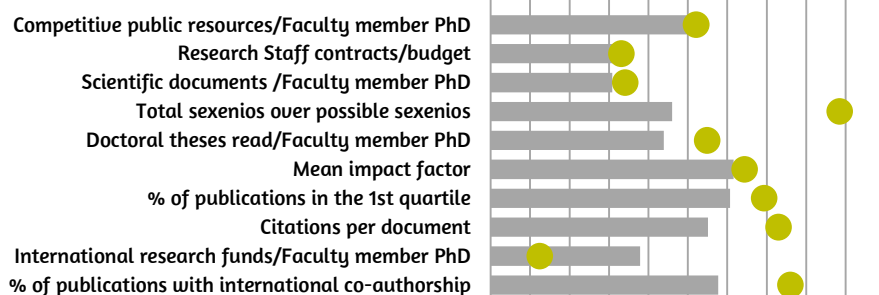 Competitive public resources/Faculty member PhD
Research Staff contracts/budget
Scientific documents /Faculty member PhD
Total sexenios over possible sexenios
Doctoral theses read/Faculty member PhD
Mean impact factor
% of publications in the 1st quartile
Citations per document
International research funds/Faculty member PhD
% of publications with international co-authorship